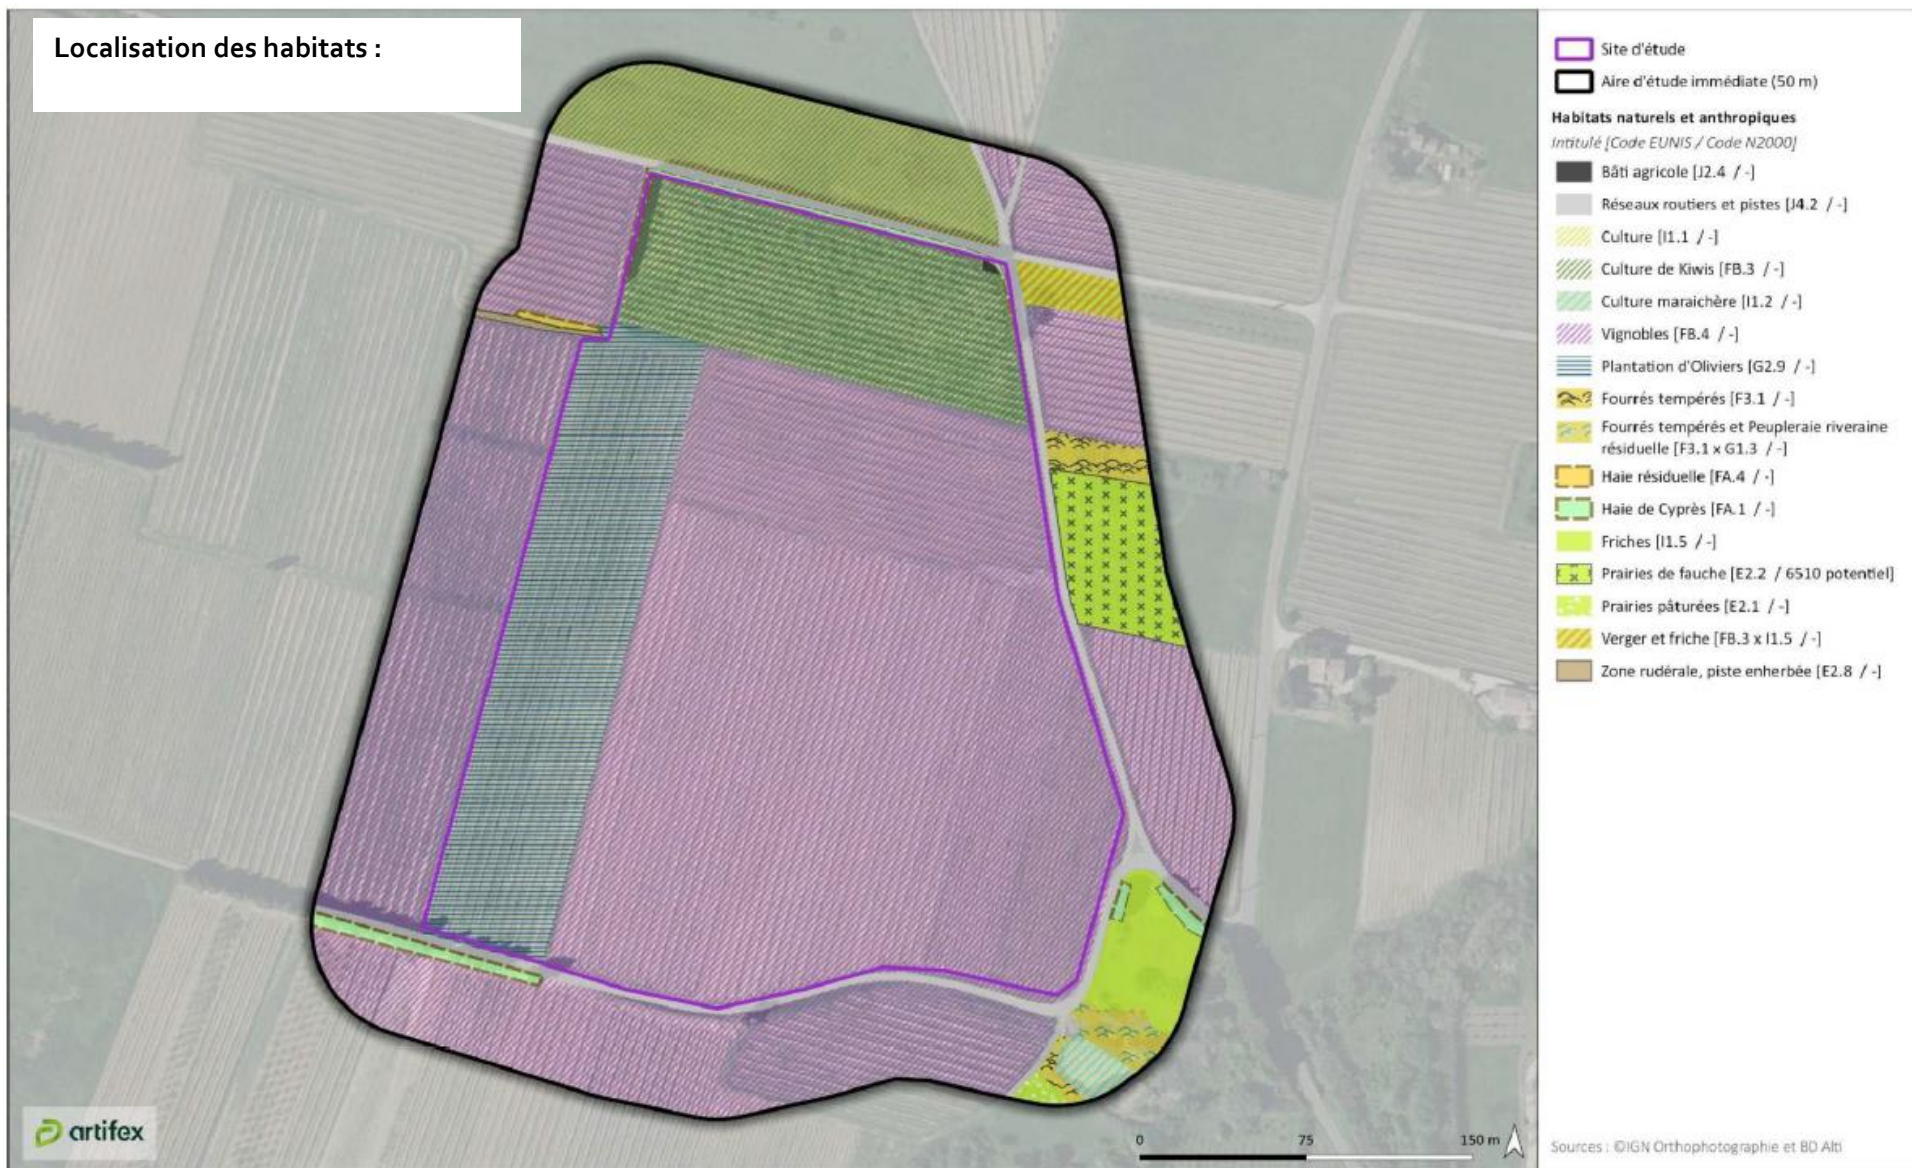 Localisation des habitats :
Site d'étude
Aire d'étude immédiate (50 m)
Habitats naturels et anthropiques
Intitulé [Code EUNIS / Code N2000]
Bâti agricole [J2.4 / -]
Réseaux routiers et pistes [J4.2 / -]
Culture [I1.1 / -]
Culture de Kiwis [FB.3 / -]
Culture maraichère [I1.2 / -]
Vignobles [FB.4 / -]
Plantation d'Oliviers [G2.9 / -]
Fourrés tempérés [F3.1 / -]
Fourrés tempérés et Peupleraie riveraine
résiduelle [F3.1 x G1.3 / -]
Haie résiduelle [FA.4 / -]
Haie de Cyprès [FA.1 / -]
Friches [I1.5 / -]
Prairies de fauche [E2.2 / 6510 potentiel]
Prairies pâturées [E2.1 / -]
Verger et friche [FB.3 x I1.5 / -]
Zone rudérale, piste enherbée [E2.8 / -]
artifex
0 75 150 m
Sources : ©IGN Orthophotographie et BD Alti